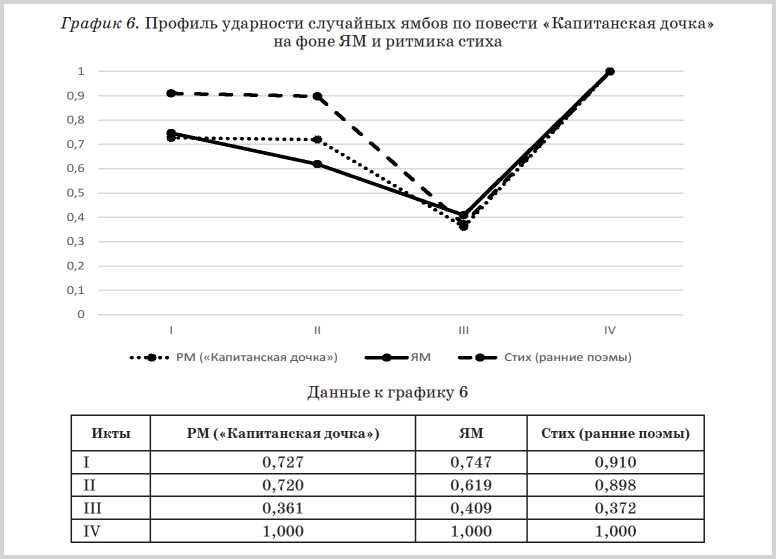 График 6. Профиль ударности случайных ямбов по повести «Капитанская дочка»
на фоне ЯМ и ритмика стиха
1
0,9
0,8
0,7
0,6
0,5
0,4
0,3
0,2
0,1
0
I II III IV
РМ («Капитанская дочка») ЯМ Стих (ранние поэмы)
Данные к графику 6
Икты РМ («Капитанская дочка») ЯМ Стих (ранние поэмы)
I 0,727 0,747 0,910
II 0,720 0,619 0,898
III 0,361 0,409 0,372
IV 1,000 1,000 1,000